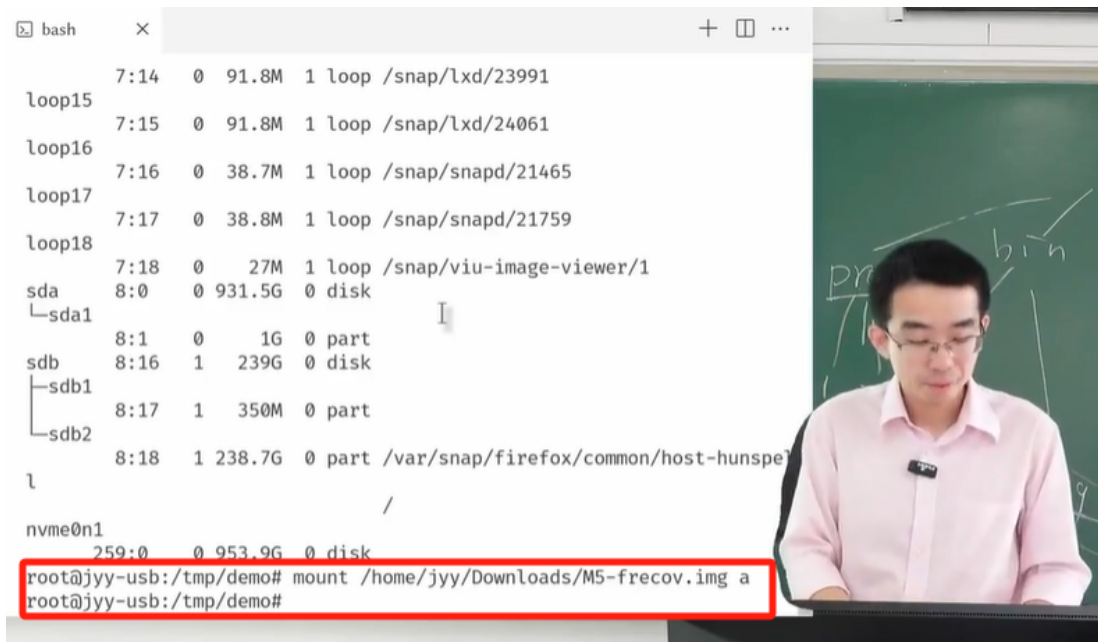 bash
7:14 0 91.8M 1 loop /snap/lxd/23991
loop15
7:15 0 91.8M 1 loop /snap/lxd/24061
loop16
7:16 0 38.7M 1 loop /snap/snapd/21465
loop17
7:17 0 38.8M 1 loop /snap/snapd/21759
loop18
7:18 0 27M 1 loop /snap/viu-image-viewer/1
sda 8:0 0 931.5G 0 disk
└─sda1
8:1 0 1G 0 part
sdb 8:16 1 239G 0 disk
├─sdb1
8:17 1 350M 0 part
└─sdb2
8:18 1 238.7G 0 part /var/snap/firefox/common/host-hunspel
l
/
nvme0n1
259:0 0 953.9G 0 disk
root@jyy-usb:/tmp/demo# mount /home/jyy/Downloads/M5-frecov.img a
root@jyy-usb:/tmp/demo#
bin